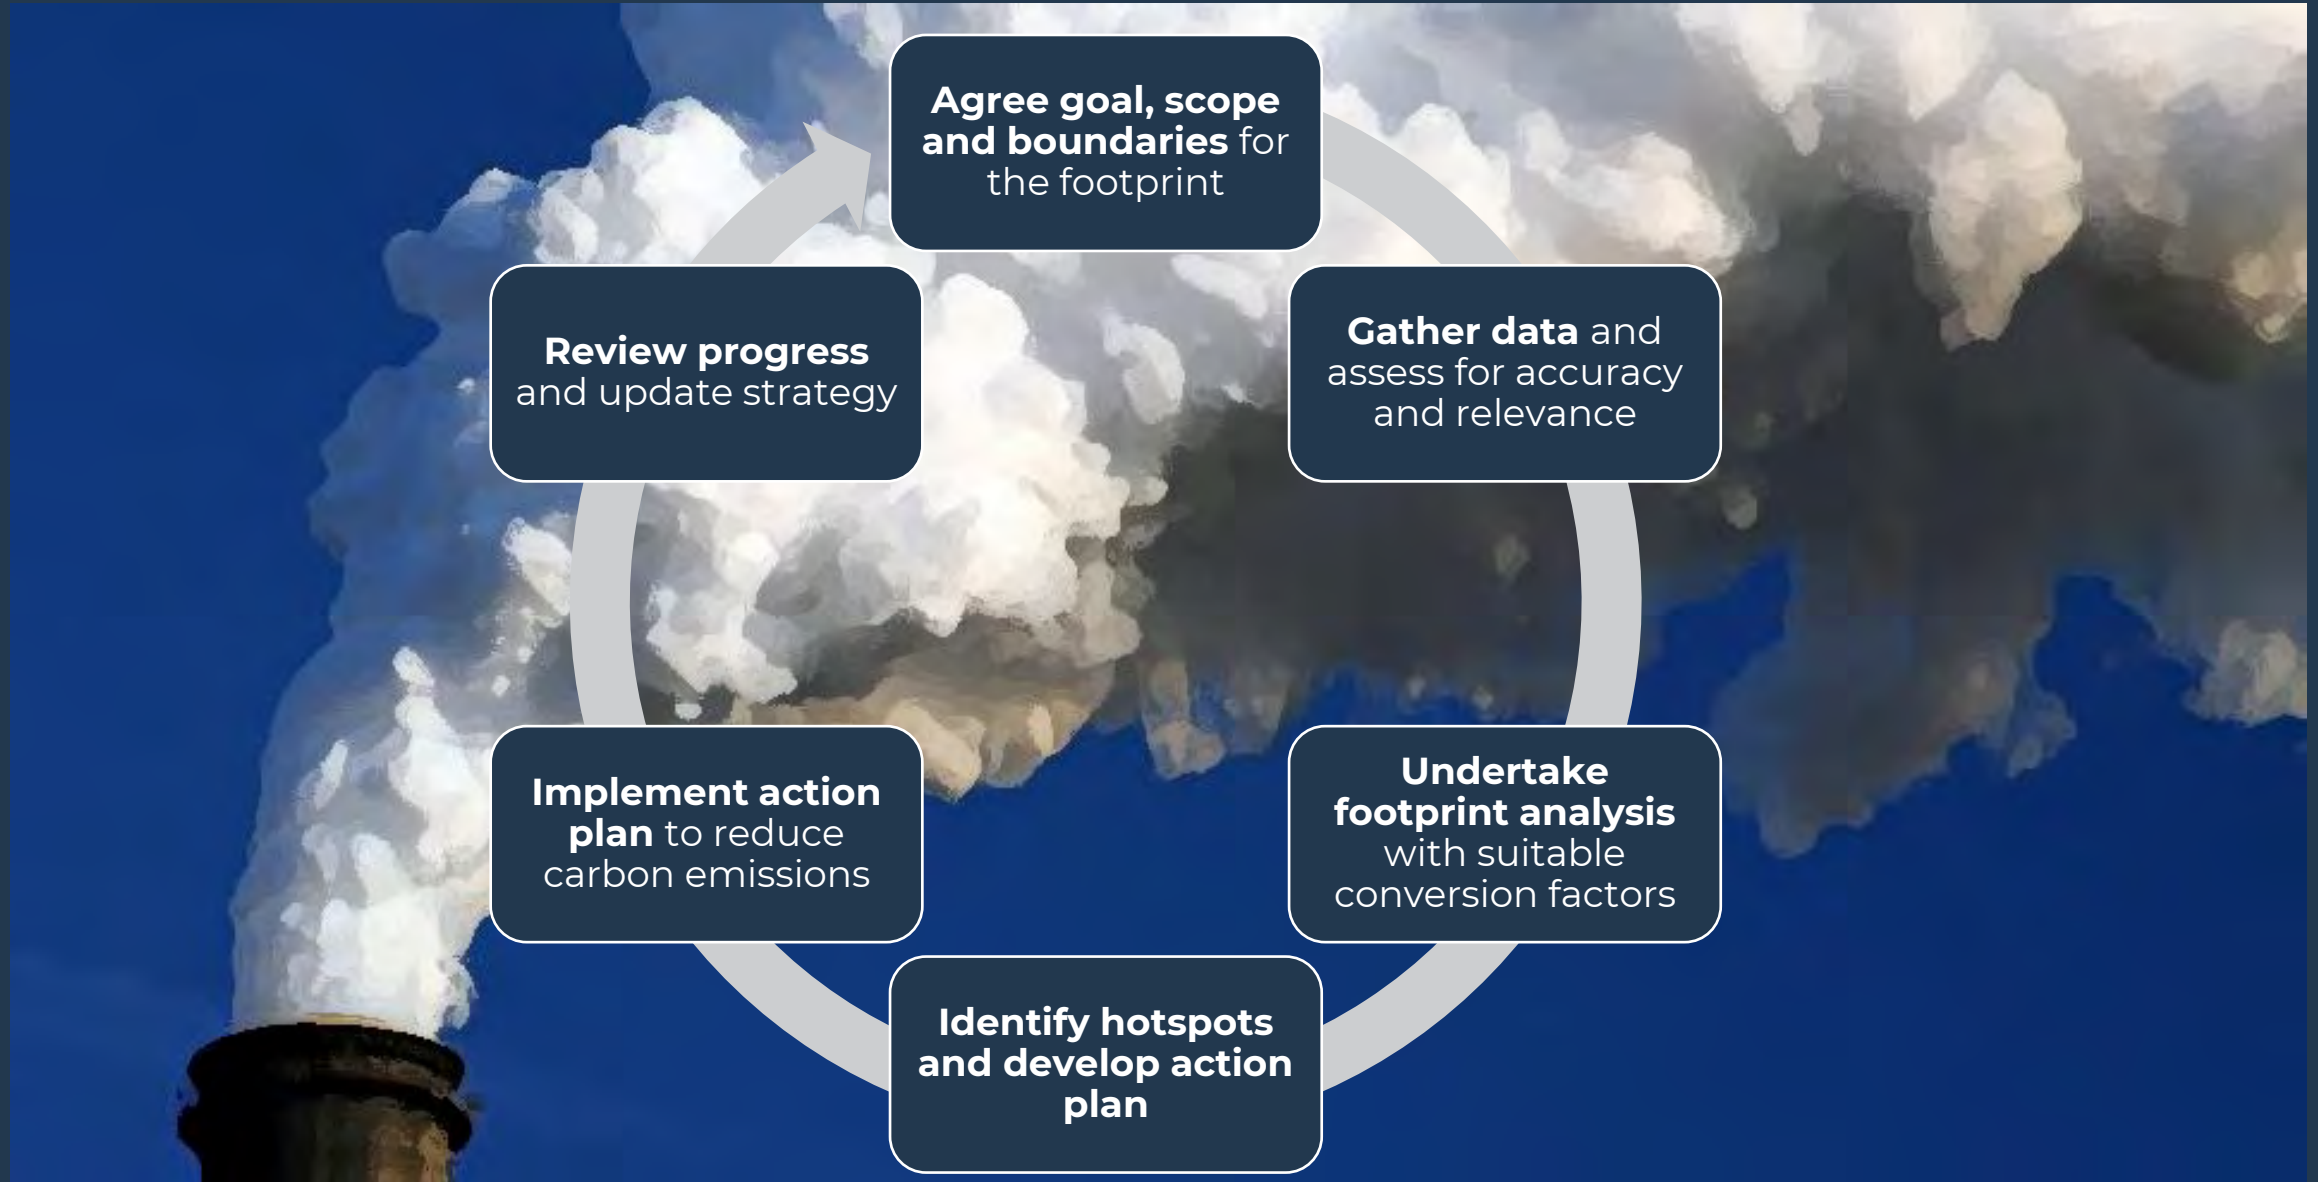 Agree goal, scope
and boundaries for
the footprint
Gather data and
assess for accuracy
and relevance
Undertake
footprint analysis
with suitable
conversion factors
Identify hotspots
and develop action
plan
Implement action
plan to reduce
carbon emissions
Review progress
and update strategy